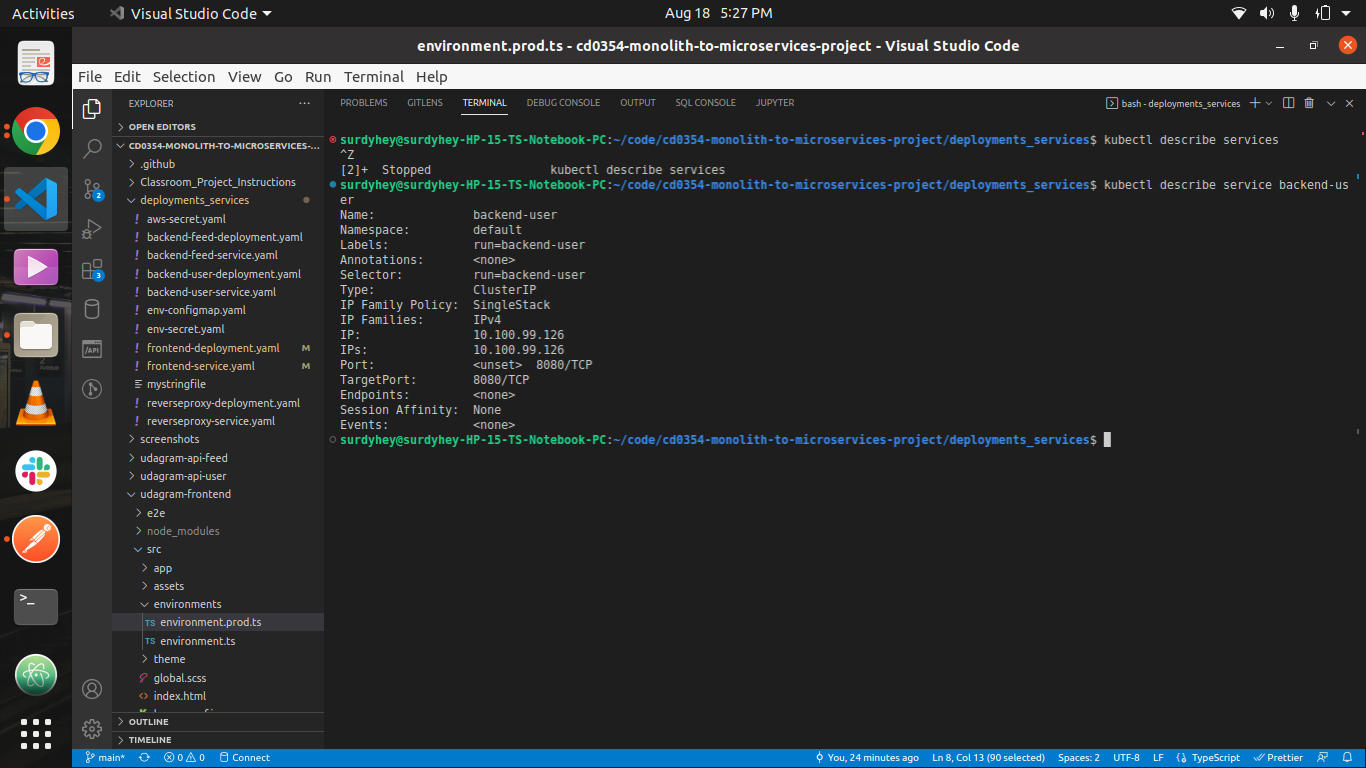 Activities
Visual Studio Code
Aug 18 5:27 PM
environment.prod.ts - cd0354-monolith-to-microservices-project - Visual Studio Code
File Edit Selection View Go Run Terminal Help
EXPLORER
OPEN EDITORS
CD0354-MONOLITH-TO-MICROSERVICES-...
.github
Classroom_Project_Instructions
deployments_services
! aws-secret.yaml
! backend-feed-deployment.yaml
! backend-feed-service.yaml
! backend-user-deployment.yaml
! backend-user-service.yaml
! env-configmap.yaml
! env-secret.yaml
! frontend-deployment.yaml M
! frontend-service.yaml M
mystringfile
! reverseproxy-deployment.yaml
! reverseproxy-service.yaml
screenshots
udagram-api-feed
udagram-api-user
udagram-frontend
e2e
node_modules
src
app
assets
environments
TS environment.prod.ts
TS environment.ts
theme
global.scss
index.html
OUTLINE
TIMELINE
2
3
/API
PROBLEMS GITLENS TERMINAL DEBUG CONSOLE OUTPUT SQL CONSOLE JUPYTER
bash - deployments_services
surdyhey@surdyhey-HP-15-TS-Notebook-PC:~/code/cd0354-monolith-to-microservices-project/deployments_services$ kubectl describe services
^Z
[2]+  Stopped                 kubectl describe services
surdyhey@surdyhey-HP-15-TS-Notebook-PC:~/code/cd0354-monolith-to-microservices-project/deployments_services$ kubectl describe service backend-us
er
Name:              backend-user
Namespace:         default
Labels:            run=backend-user
Annotations:       <none>
Selector:          run=backend-user
Type:              ClusterIP
IP Family Policy:  SingleStack
IP Families:       IPv4
IP:                10.100.99.126
IPs:               10.100.99.126
Port:              <unset>  8080/TCP
TargetPort:        8080/TCP
Endpoints:         <none>
Session Affinity:  None
Events:            <none>
surdyhey@surdyhey-HP-15-TS-Notebook-PC:~/code/cd0354-monolith-to-microservices-project/deployments_services$
main* 0 0 Connect
You, 24 minutes ago Ln 8, Col 13 (90 selected) Spaces: 2 UTF-8 LF TypeScript Prettier